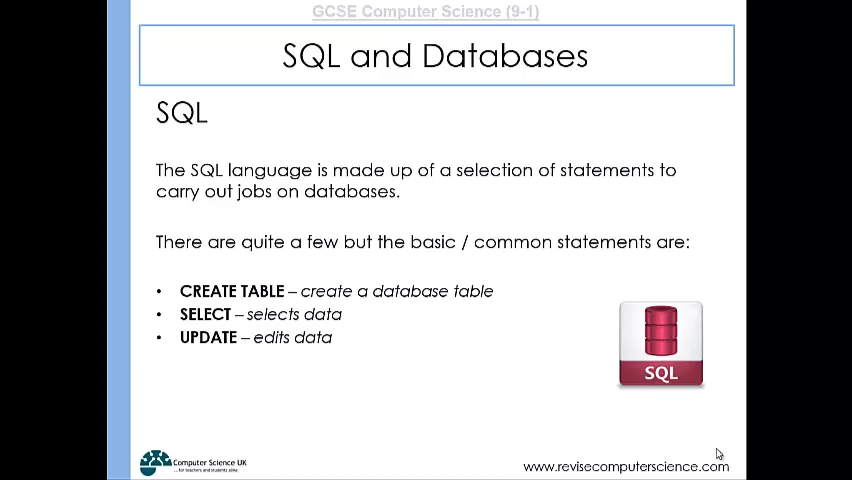 GCSE Computer Science (9-1)
SQL and Databases
SQL
The SQL language is made up of a selection of statements to
carry out jobs on databases.
There are quite a few but the basic / common statements are:
• CREATE TABLE – create a database table
• SELECT – selects data
• UPDATE – edits data
SQL
Computer Science UK
...for teachers and students alike
www.revisecomputerscience.com